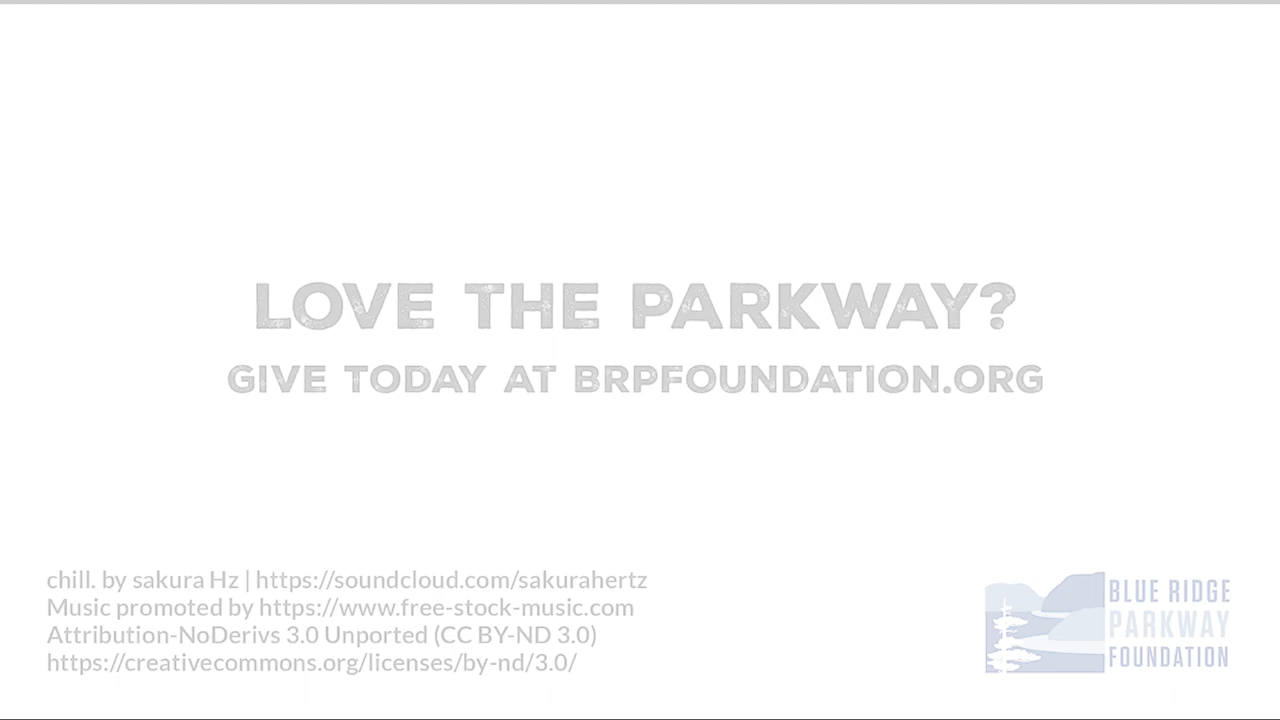 LOVE THE PARKWAY?
GIVE TODAY AT BRPFOUNDATION.ORG
chill. by sakura Hz | https://soundcloud.com/sakurahertz
Music promoted by https://www.free-stock-music.com
Attribution-NoDerivs 3.0 Unported (CC BY-ND 3.0)
https://creativecommons.org/licenses/by-nd/3.0/
BLUE RIDGE
PARKWAY
FOUNDATION